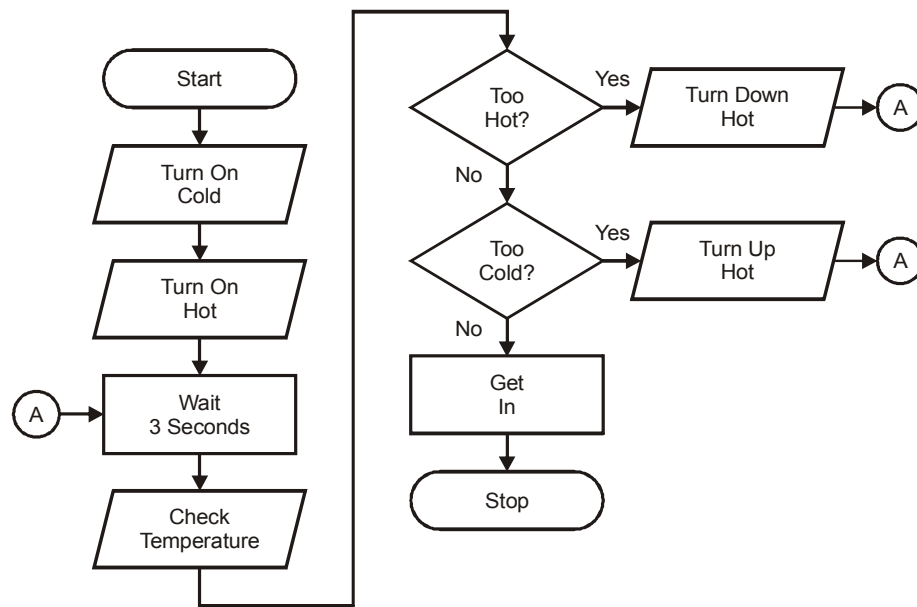 Start
Turn On
Cold
Turn On
Hot
A
Wait
3 Seconds
Check
Temperature
Too
Hot?
Yes
Turn Down
Hot
A
No
Too
Cold?
Yes
Turn Up
Hot
A
No
Get
In
Stop